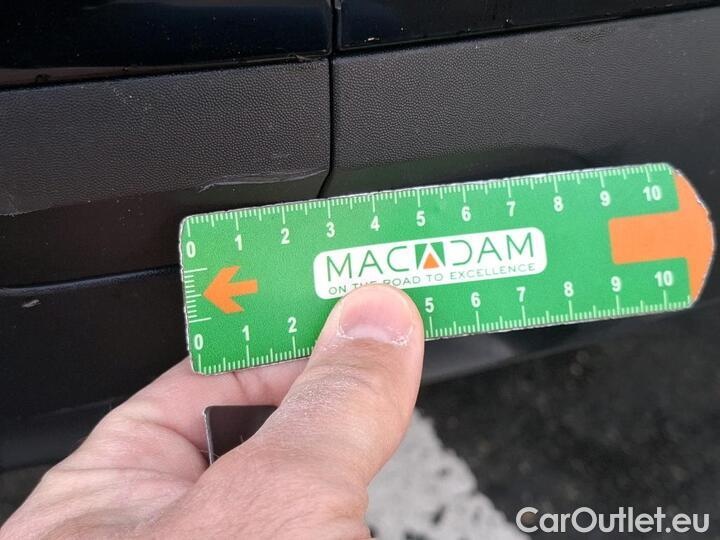 0 1 2 3 4 5 6 7 8 9 10
MACADAM
ON THE ROAD TO EXCELLENCE
0 1 2 5 6 7 8 9 10
CarOutlet.eu